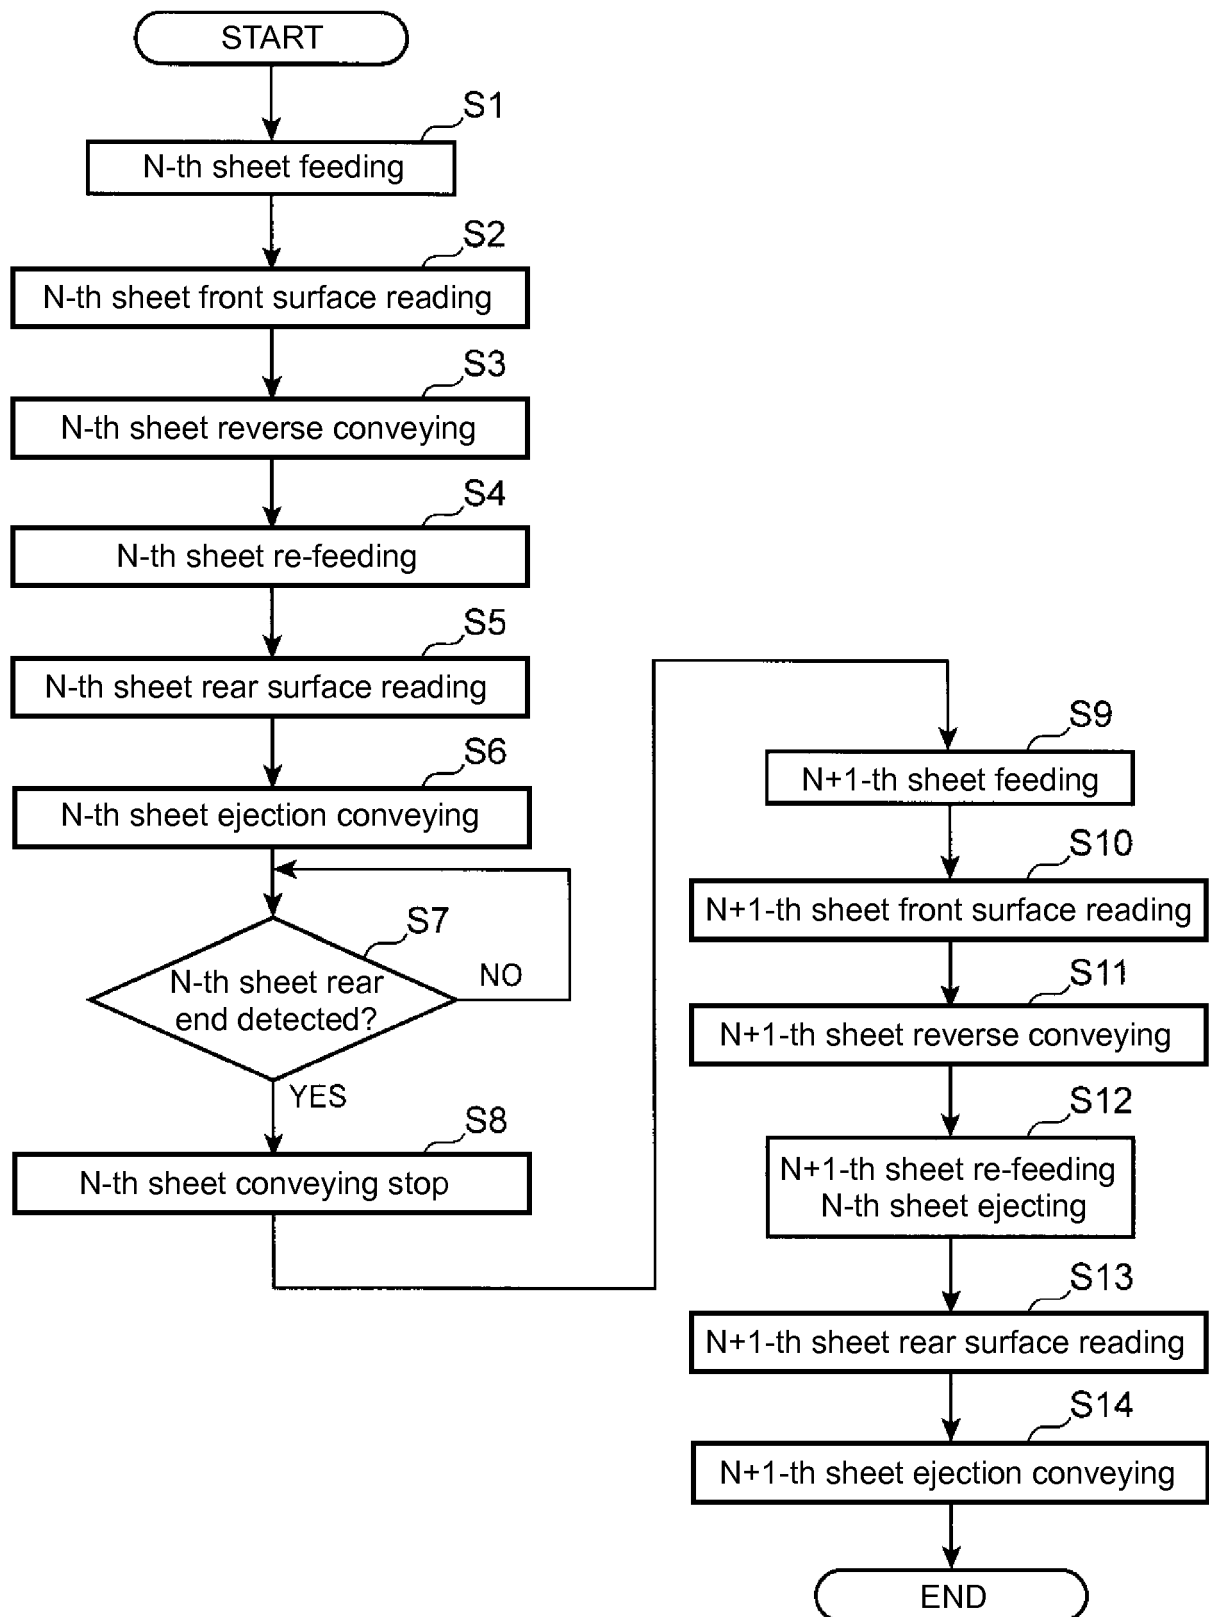 START
S1
N-th sheet feeding
S2
N-th sheet front surface reading
S3
N-th sheet reverse conveying
S4
N-th sheet re-feeding
S5
N-th sheet rear surface reading
S6
N-th sheet ejection conveying
S7
N-th sheet rear
end detected?
NO
YES
S8
N-th sheet conveying stop
S9
N+1-th sheet feeding
S10
N+1-th sheet front surface reading
S11
N+1-th sheet reverse conveying
S12
N+1-th sheet re-feeding
N-th sheet ejecting
S13
N+1-th sheet rear surface reading
S14
N+1-th sheet ejection conveying
END